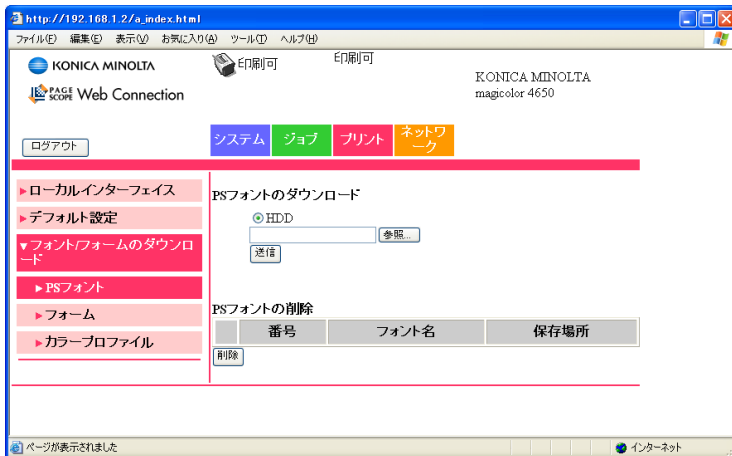 http://192.168.1.2/a_index.html
ファイル(F) 編集(E) 表示(V) お気に入り(A) ツール(T) ヘルプ(H)
KONICA MINOLTA
PAGE SCOPE Web Connection
印刷可
印刷可
KONICA MINOLTA
magicolor 4650
ログアウト
システム
ジョブ
プリント
ネットワ
ーク
▶ローカルインターフェイス
▶デフォルト設定
▼フォント/フォームのダウンロ
ード
▶PSフォント
▶フォーム
▶カラープロファイル
PSフォントのダウンロード
HDD
参照...
送信
PSフォントの削除
番号 フォント名 保存場所
削除
ページが表示されました
インターネット